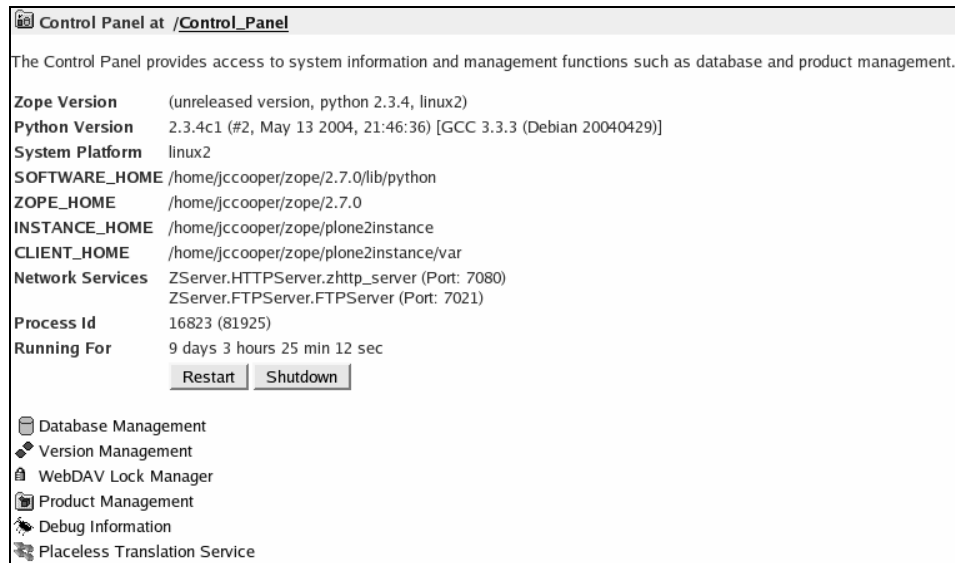 Control Panel at /Control_Panel
The Control Panel provides access to system information and management functions such as database and product management.
Zope Version (unreleased version, python 2.3.4, linux2)
Python Version 2.3.4c1 (#2, May 13 2004, 21:46:36) [GCC 3.3.3 (Debian 20040429)]
System Platform linux2
SOFTWARE_HOME /home/jccooper/zope/2.7.0/lib/python
ZOPE_HOME /home/jccooper/zope/2.7.0
INSTANCE_HOME /home/jccooper/zope/plone2instance
CLIENT_HOME /home/jccooper/zope/plone2instance/var
Network Services ZServer.HTTPServer.zhttp_server (Port: 7080)
ZServer.FTPServer.FTPServer (Port: 7021)
Process Id 16823 (81925)
Running For 9 days 3 hours 25 min 12 sec
Restart Shutdown
Database Management
Version Management
WebDAV Lock Manager
Product Management
Debug Information
Placeless Translation Service